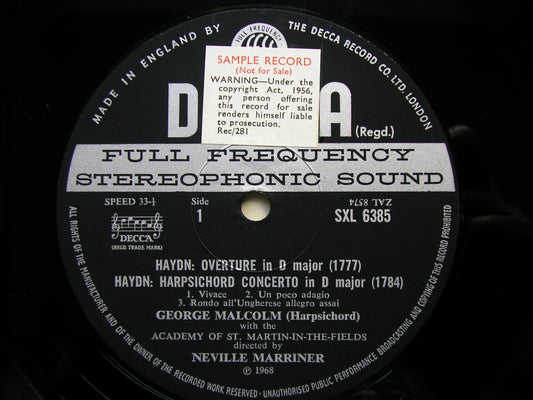 MADE IN ENGLAND BY
FULL FREQUENCY
THE DECCA RECORD CO. LTD. LONDON
SAMPLE RECORD
(Not for Sale)
WARNING—Under the
copyright Act, 1956,
any person offering
this record for sale
renders himself liable
to prosecution.
Rec/281
D A
(Regd.)
FULL FREQUENCY
STEREOPHONIC SOUND
SPEED 33-⅓
Side
1
ZAL 8574
SXL 6385
DECCA
(REGD. TRADE MARK)
HAYDN: OVERTURE in D major (1777)
HAYDN: HARPSICHORD CONCERTO in D major (1784)
1. Vivace 2. Un poco adagio
3. Rondo all'Ungherese allegro assai
GEORGE MALCOLM (Harpsichord)
with the
ACADEMY OF ST. MARTIN-IN-THE-FIELDS
directed by
NEVILLE MARRINER
℗ 1968
ALL RIGHTS OF THE MANUFACTURER AND OF THE OWNER OF THE RECORDED WORK RESERVED · UNAUTHORISED PUBLIC PERFORMANCE BROADCASTING AND COPYING OF THIS RECORD PROHIBITED